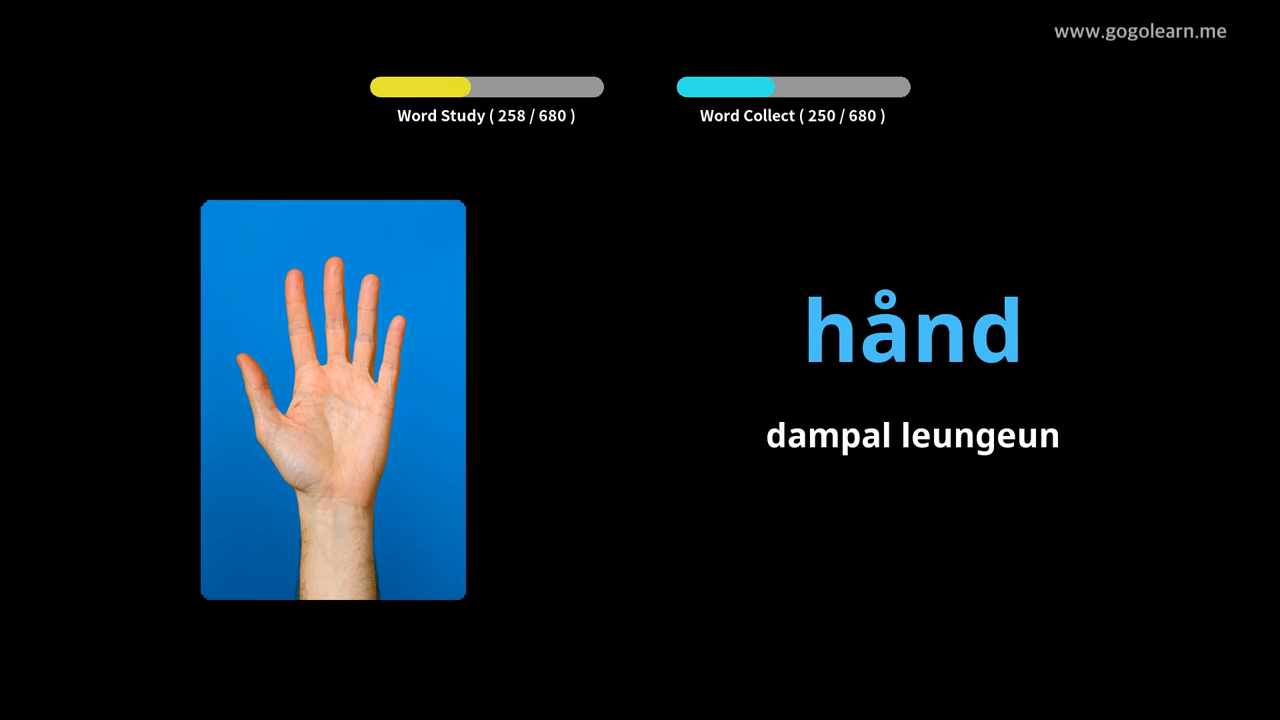 www.gogolearn.me
Word Study ( 258 / 680 )
Word Collect ( 250 / 680 )
hånd
dampal leungeun